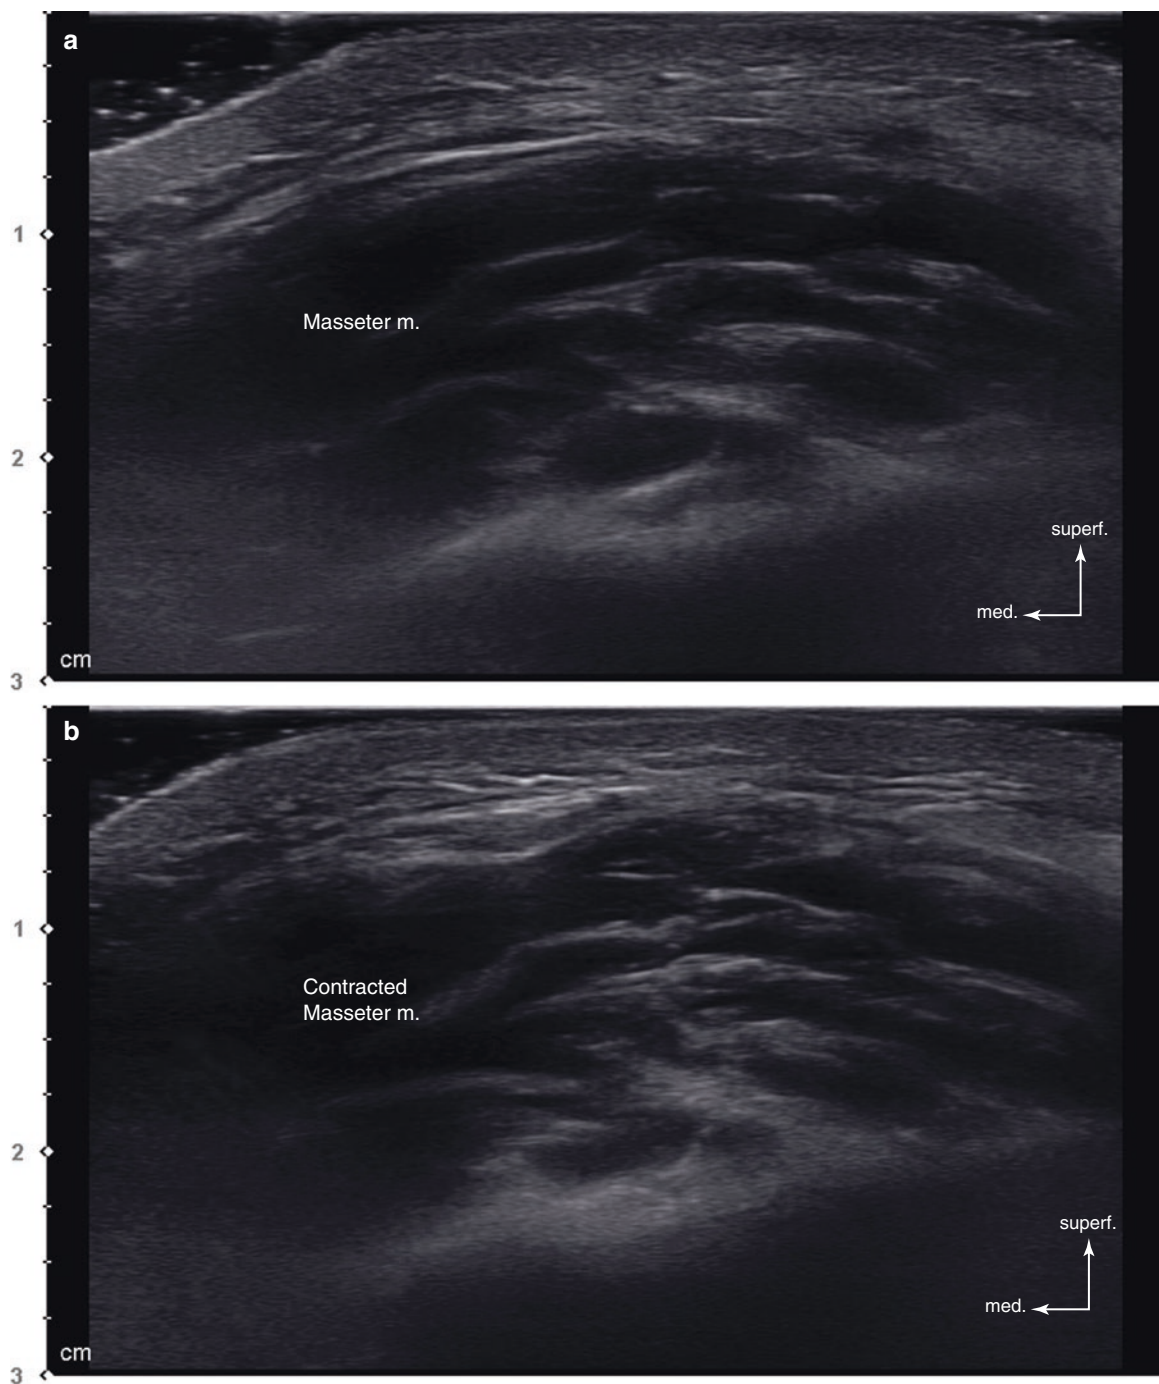 a
1
Masseter m.
2
superf.
med.
cm
3
b
1
Contracted
Masseter m.
2
superf.
med.
cm
3